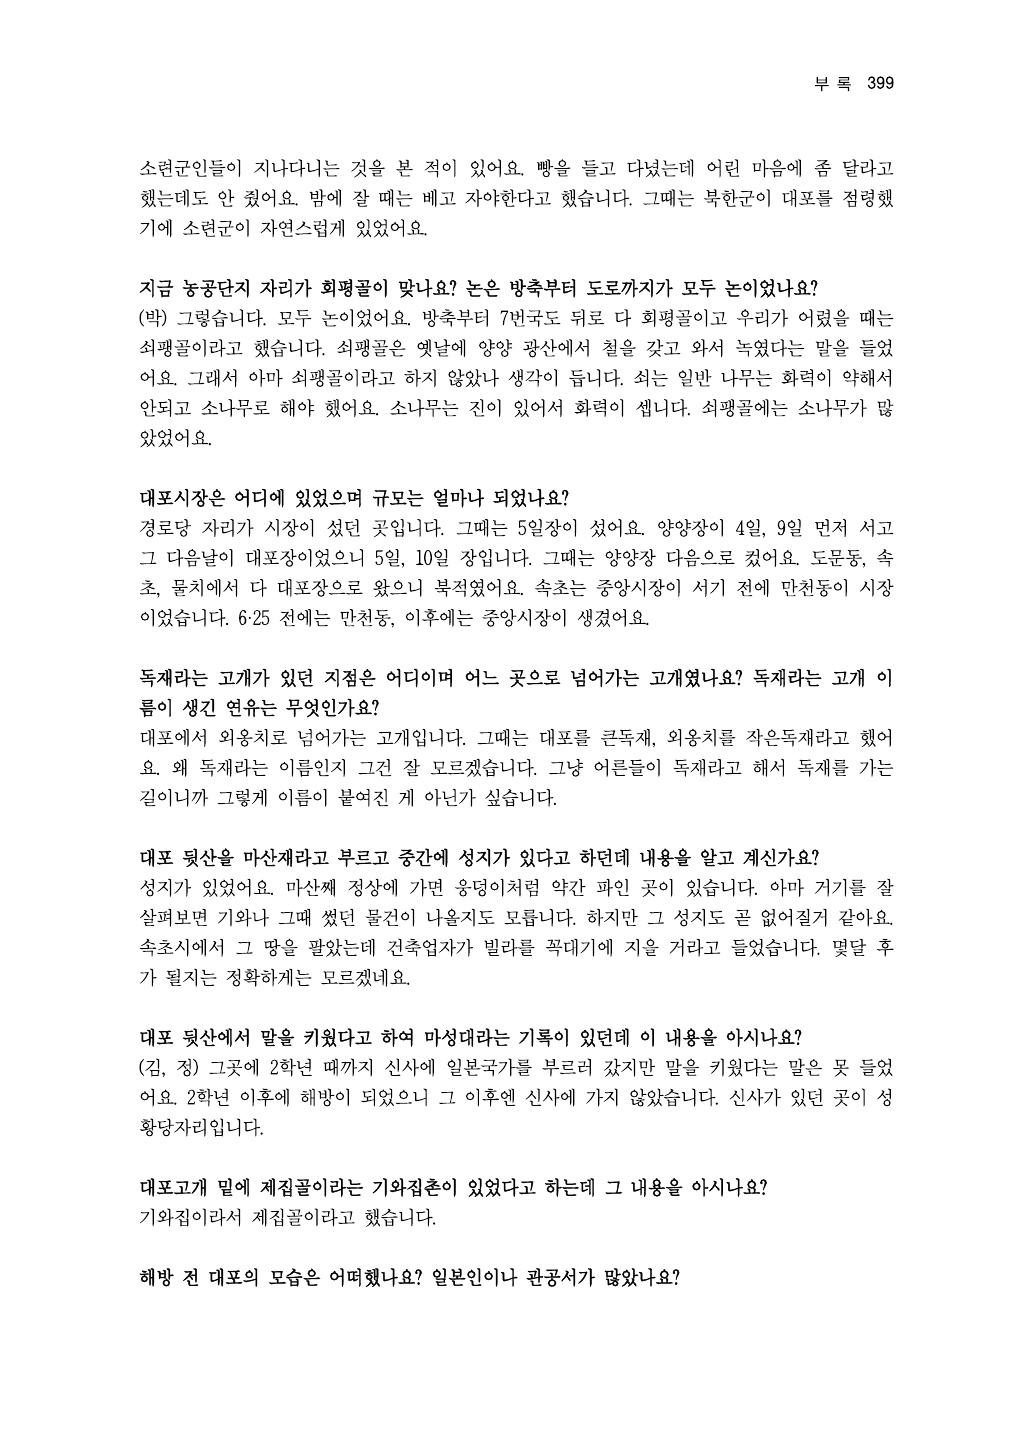 부 록 399
소련군인들이 지나다니는 것을 본 적이 있어요. 빵을 들고 다녔는데 어린 마음에 좀 달라고
했는데도 안 줬어요. 밤에 잘 때는 베고 자야한다고 했습니다. 그때는 북한군이 대포를 점령했
기에 소련군이 자연스럽게 있었어요.
지금 농공단지 자리가 회평골이 맞나요? 논은 방축부터 도로까지가 모두 논이었나요?
(박) 그렇습니다. 모두 논이었어요. 방축부터 7번국도 뒤로 다 회평골이고 우리가 어렸을 때는
쇠팽골이라고 했습니다. 쇠팽골은 옛날에 양양 광산에서 철을 갖고 와서 녹였다는 말을 들었
어요. 그래서 아마 쇠팽골이라고 하지 않았나 생각이 듭니다. 쇠는 일반 나무는 화력이 약해서
안되고 소나무로 해야 했어요. 소나무는 진이 있어서 화력이 셉니다. 쇠팽골에는 소나무가 많
았었어요.
대포시장은 어디에 있었으며 규모는 얼마나 되었나요?
경로당 자리가 시장이 섰던 곳입니다. 그때는 5일장이 섰어요. 양양장이 4일, 9일 먼저 서고
그 다음날이 대포장이었으니 5일, 10일 장입니다. 그때는 양양장 다음으로 컸어요. 도문동, 속
초, 물치에서 다 대포장으로 왔으니 북적였어요. 속초는 중앙시장이 서기 전에 만천동이 시장
이었습니다. 6·25 전에는 만천동, 이후에는 중앙시장이 생겼어요.
독재라는 고개가 있던 지점은 어디이며 어느 곳으로 넘어가는 고개였나요? 독재라는 고개 이
름이 생긴 연유는 무엇인가요?
대포에서 외옹치로 넘어가는 고개입니다. 그때는 대포를 큰독재, 외옹치를 작은독재라고 했어
요. 왜 독재라는 이름인지 그건 잘 모르겠습니다. 그냥 어른들이 독재라고 해서 독재를 가는
길이니까 그렇게 이름이 붙여진 게 아닌가 싶습니다.
대포 뒷산을 마산재라고 부르고 중간에 성지가 있다고 하던데 내용을 알고 계신가요?
성지가 있었어요. 마산째 정상에 가면 웅덩이처럼 약간 파인 곳이 있습니다. 아마 거기를 잘
살펴보면 기와나 그때 썼던 물건이 나올지도 모릅니다. 하지만 그 성지도 곧 없어질거 같아요.
속초시에서 그 땅을 팔았는데 건축업자가 빌라를 꼭대기에 지을 거라고 들었습니다. 몇달 후
가 될지는 정확하게는 모르겠네요.
대포 뒷산에서 말을 키웠다고 하여 마성대라는 기록이 있던데 이 내용을 아시나요?
(김, 정) 그곳에 2학년 때까지 신사에 일본국가를 부르러 갔지만 말을 키웠다는 말은 못 들었
어요. 2학년 이후에 해방이 되었으니 그 이후엔 신사에 가지 않았습니다. 신사가 있던 곳이 성
황당자리입니다.
대포고개 밑에 제집골이라는 기와집촌이 있었다고 하는데 그 내용을 아시나요?
기와집이라서 제집골이라고 했습니다.
해방 전 대포의 모습은 어떠했나요? 일본인이나 관공서가 많았나요?